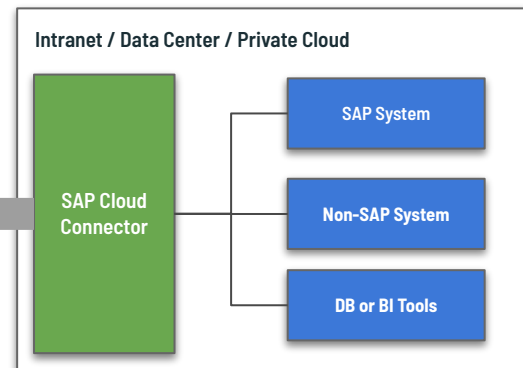 Intranet / Data Center / Private Cloud
SAP Cloud
Connector
SAP System
Non-SAP System
DB or BI Tools